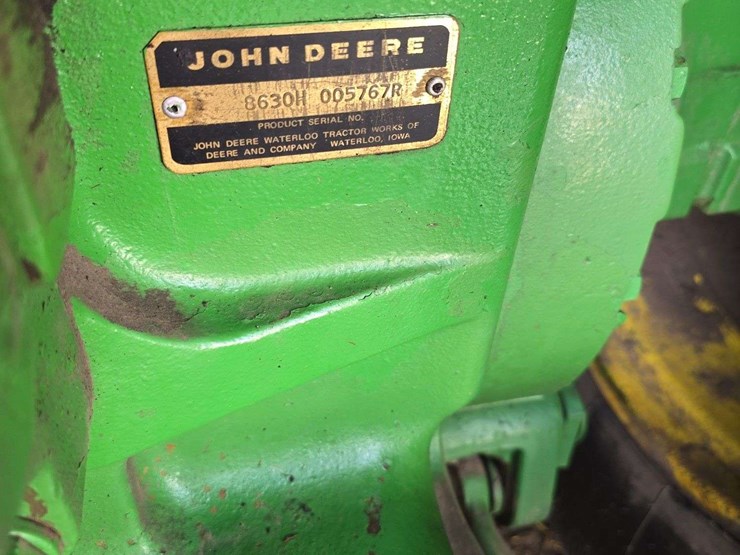 JOHN DEERE
8630H 005767R
PRODUCT SERIAL NO.
JOHN DEERE WATERLOO TRACTOR WORKS OF
DEERE AND COMPANY WATERLOO, IOWA